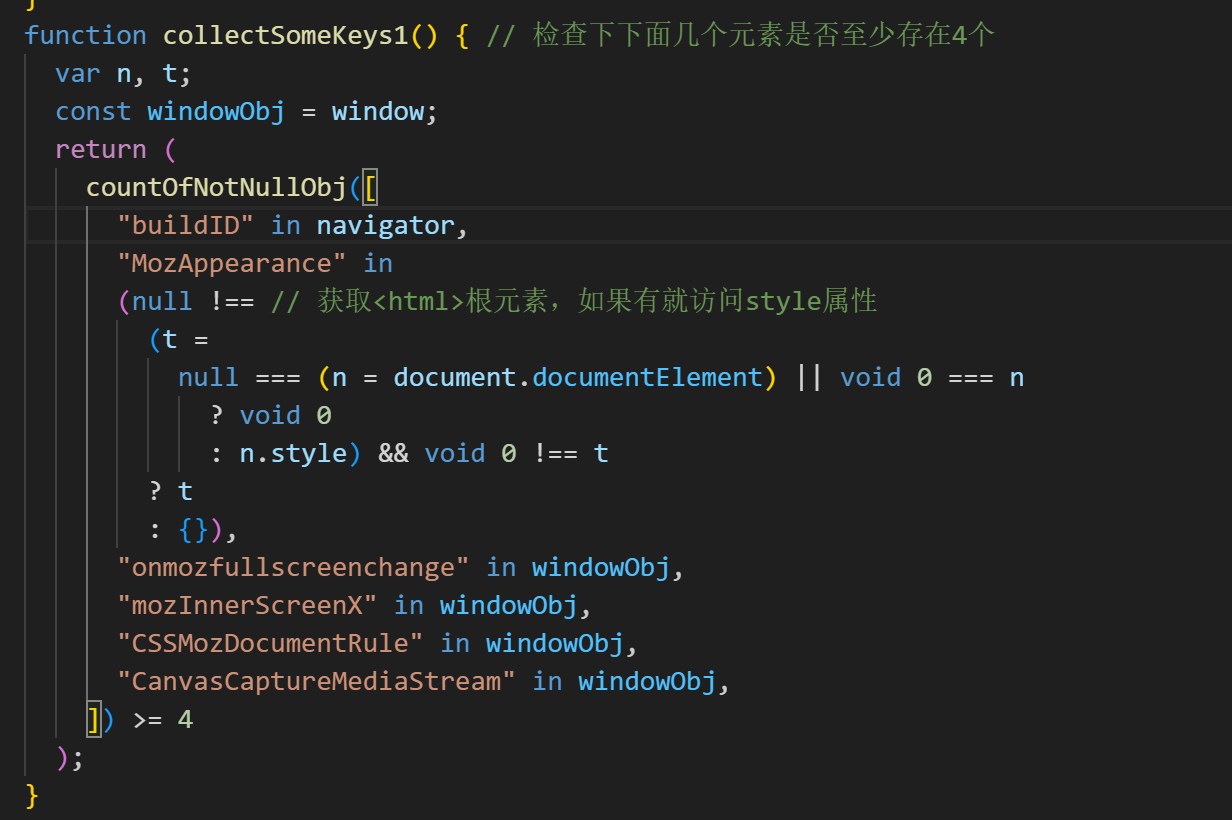 }
function collectSomeKeys1() { // 检查下下面几个元素是否至少存在4个
  var n, t;
  const windowObj = window;
  return (
    countOfNotNullObj([
      "buildID" in navigator,
      "MozAppearance" in
      (null !== // 获取<html>根元素，如果有就访问style属性
        (t =
          null === (n = document.documentElement) || void 0 === n
            ? void 0
            : n.style) && void 0 !== t
        ? t
        : {}),
      "onmozfullscreenchange" in windowObj,
      "mozInnerScreenX" in windowObj,
      "CSSMozDocumentRule" in windowObj,
      "CanvasCaptureMediaStream" in windowObj,
    ]) >= 4
  );
}